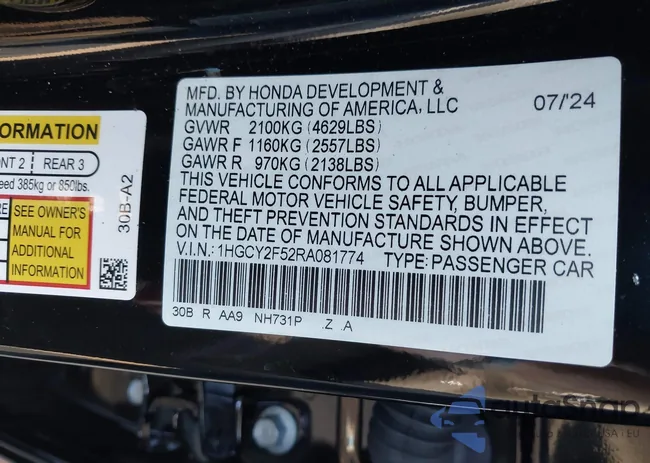 ORMATION
NT 2 REAR 3
eed 385kg or 850lbs.
RE
SEE OWNER'S
MANUAL FOR
ADDITIONAL
INFORMATION
30B-A2
MFD. BY HONDA DEVELOPMENT &
MANUFACTURING OF AMERICA, LLC 07/'24
GVWR 2100KG (4629LBS)
GAWR F 1160KG (2557LBS)
GAWR R 970KG (2138LBS)
THIS VEHICLE CONFORMS TO ALL APPLICABLE
FEDERAL MOTOR VEHICLE SAFETY, BUMPER,
AND THEFT PREVENTION STANDARDS IN EFFECT
ON THE DATE OF MANUFACTURE SHOWN ABOVE.
V.I.N.: 1HGCY2F52RA081774 TYPE: PASSENGER CAR
30B R AA9 NH731P .Z .A
autoSnap